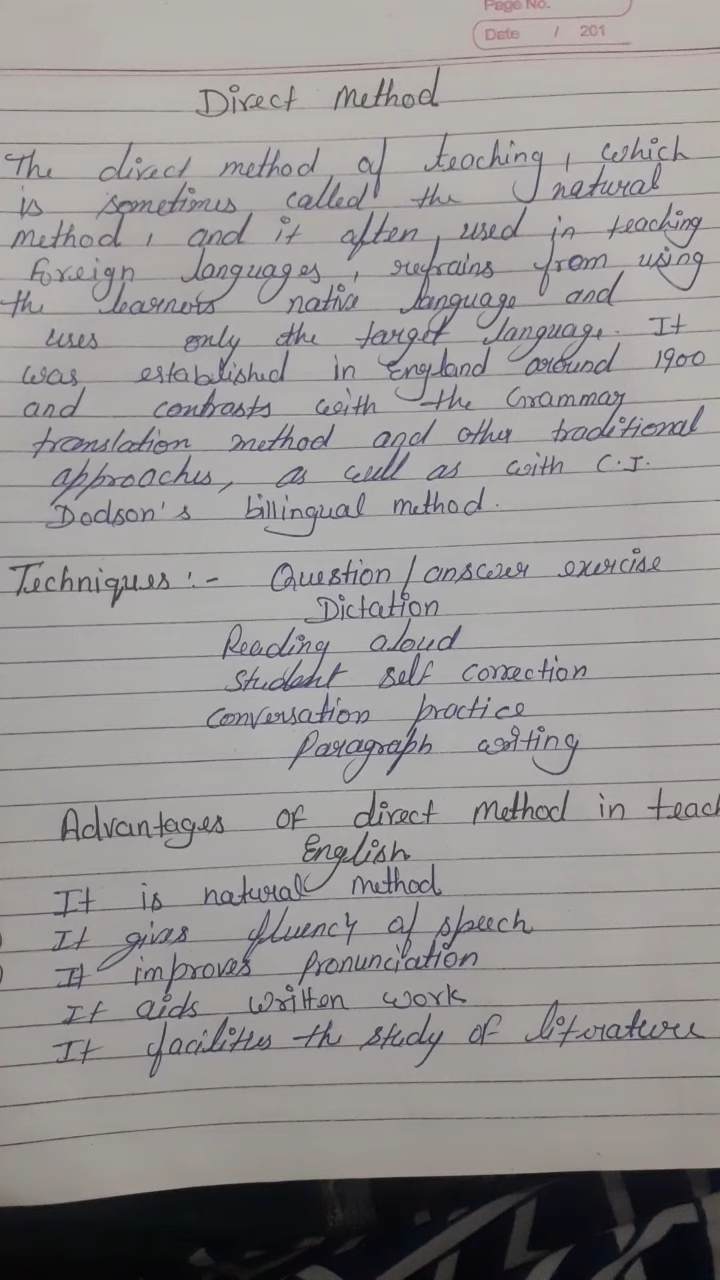 Page No.
Date / 201
Direct Method
The direct method of teaching, which
is sometimes called the natural
method, and it often used in teaching
foreign languages, refrains from using
the learners native language and
uses only the target language. It
was established in England around 1900
and contrasts with the Grammar
translation method and other traditional
approaches, as well as with C.J.
Dodson's billingual method.
Techniques :- Question / answer exercise
Dictation
Reading aloud
Student self correction
Conversation practice
Paragraph writing
Advantages of direct method in teach
English
It is natural method
It gives fluency of speech
It improves pronunciation
It aids written work
It facilities the study of literature